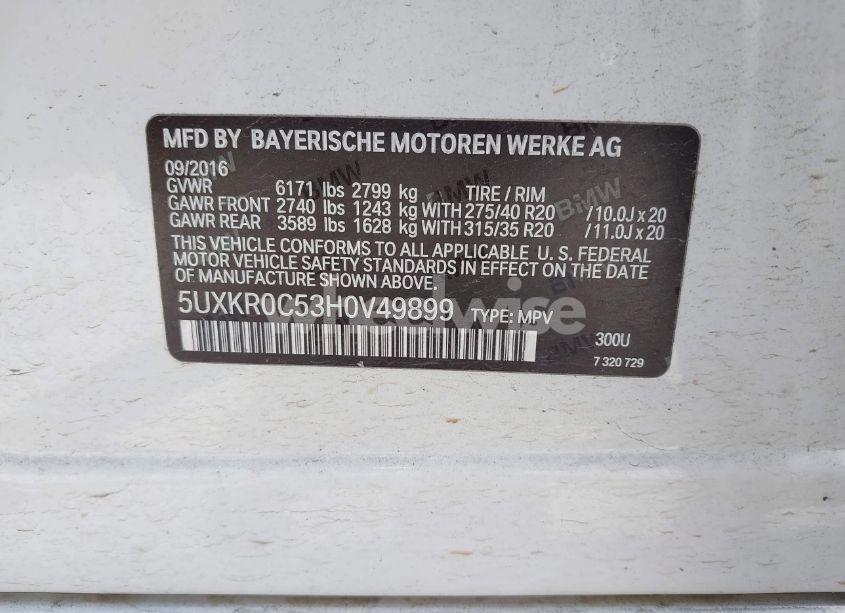 MFD BY BAYERISCHE MOTOREN WERKE AG
09/2016
GVWR 6171 lbs 2799 kg TIRE / RIM
GAWR FRONT 2740 lbs 1243 kg WITH 275/40 R20 /10.0J x 20
GAWR REAR 3589 lbs 1628 kg WITH 315/35 R20 /11.0J x 20
THIS VEHICLE CONFORMS TO ALL APPLICABLE U. S. FEDERAL
MOTOR VEHICLE SAFETY STANDARDS IN EFFECT ON THE DATE
OF MANUFACTURE SHOWN ABOVE.
5UXKR0C53H0V49899 TYPE: MPV
300U
7 320 729
BMW